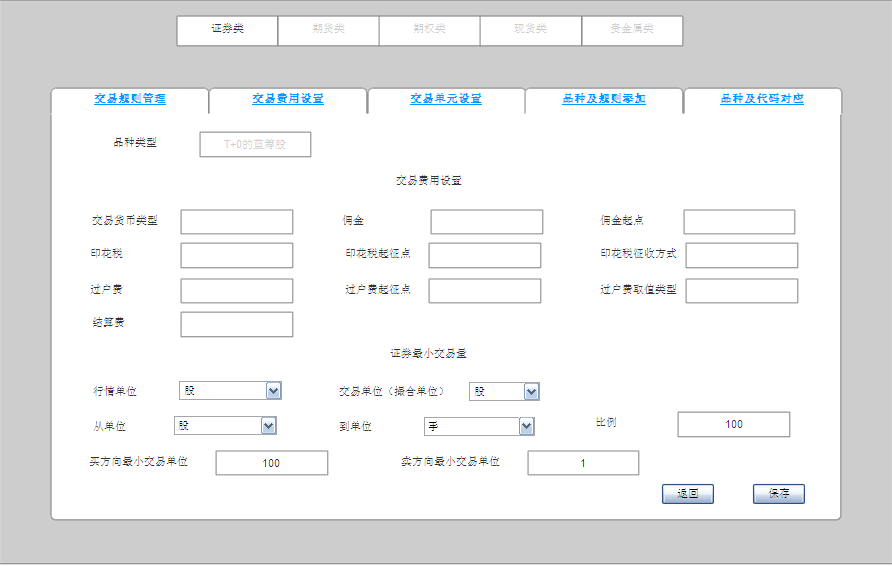 证券类 期货类 期权类 现货类 贵金属类
交易规则管理 交易费用设置 交易单元设置 品种及规则添加 品种及代码对应
品种类型 T+0的蓝筹股
交易费用设置
交易货币类型 佣金 佣金起点
印花税 印花税起征点 印花税征收方式
过户费 过户费起征点 过户费取值类型
结算费
证券最小交易量
行情单位 股 交易单位（撮合单位） 股
从单位 股 到单位 手 比例 100
买方向最小交易单位 100 卖方向最小交易单位 1
返回 保存